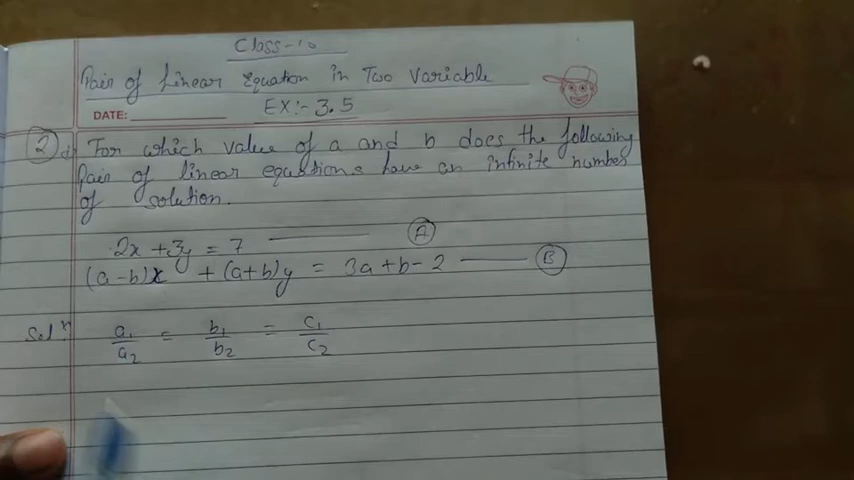 Class-10
Pair of Linear Equation in Two Variable
DATE: EX:- 3.5
2 i) For which value of a and b does the following
Pair of linear equations have an infinite number
of solution.
2x + 3y = 7 ——— A
(a-b)x + (a+b)y = 3a+b-2 ——— B
Solⁿ: a₁/a₂ = b₁/b₂ = c₁/c₂